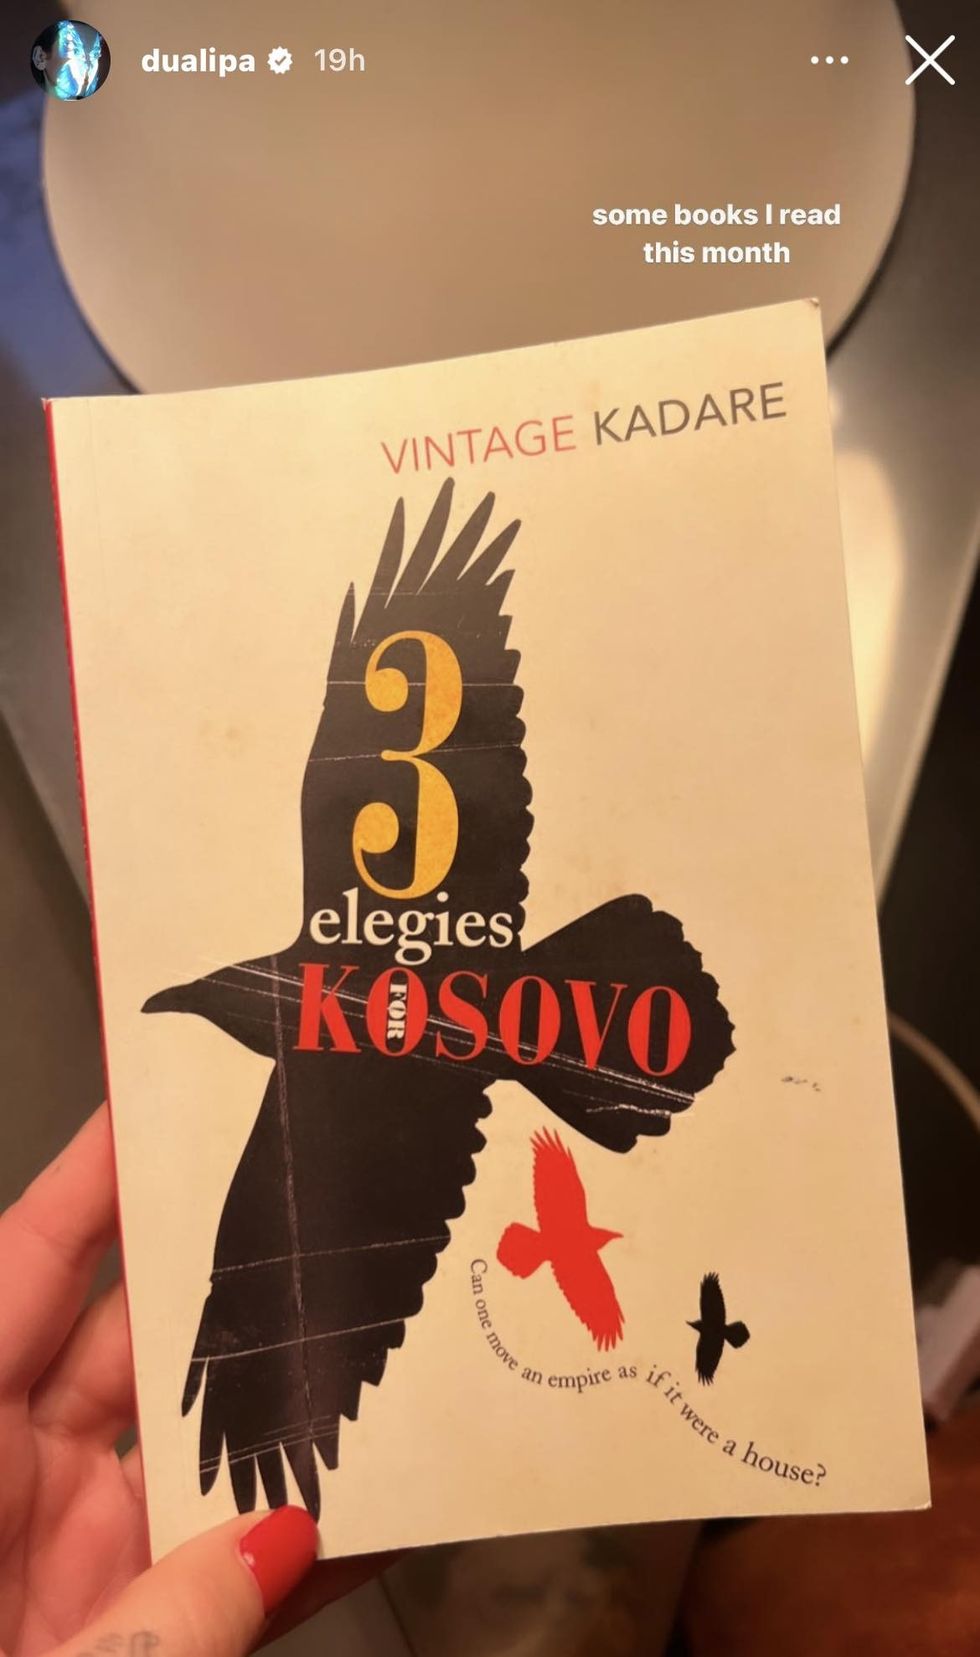 dualipa 19h
some books I read
this month
VINTAGE KADARE
3
elegies
FOR
KOSOVO
Can one move an empire as if it were a house?